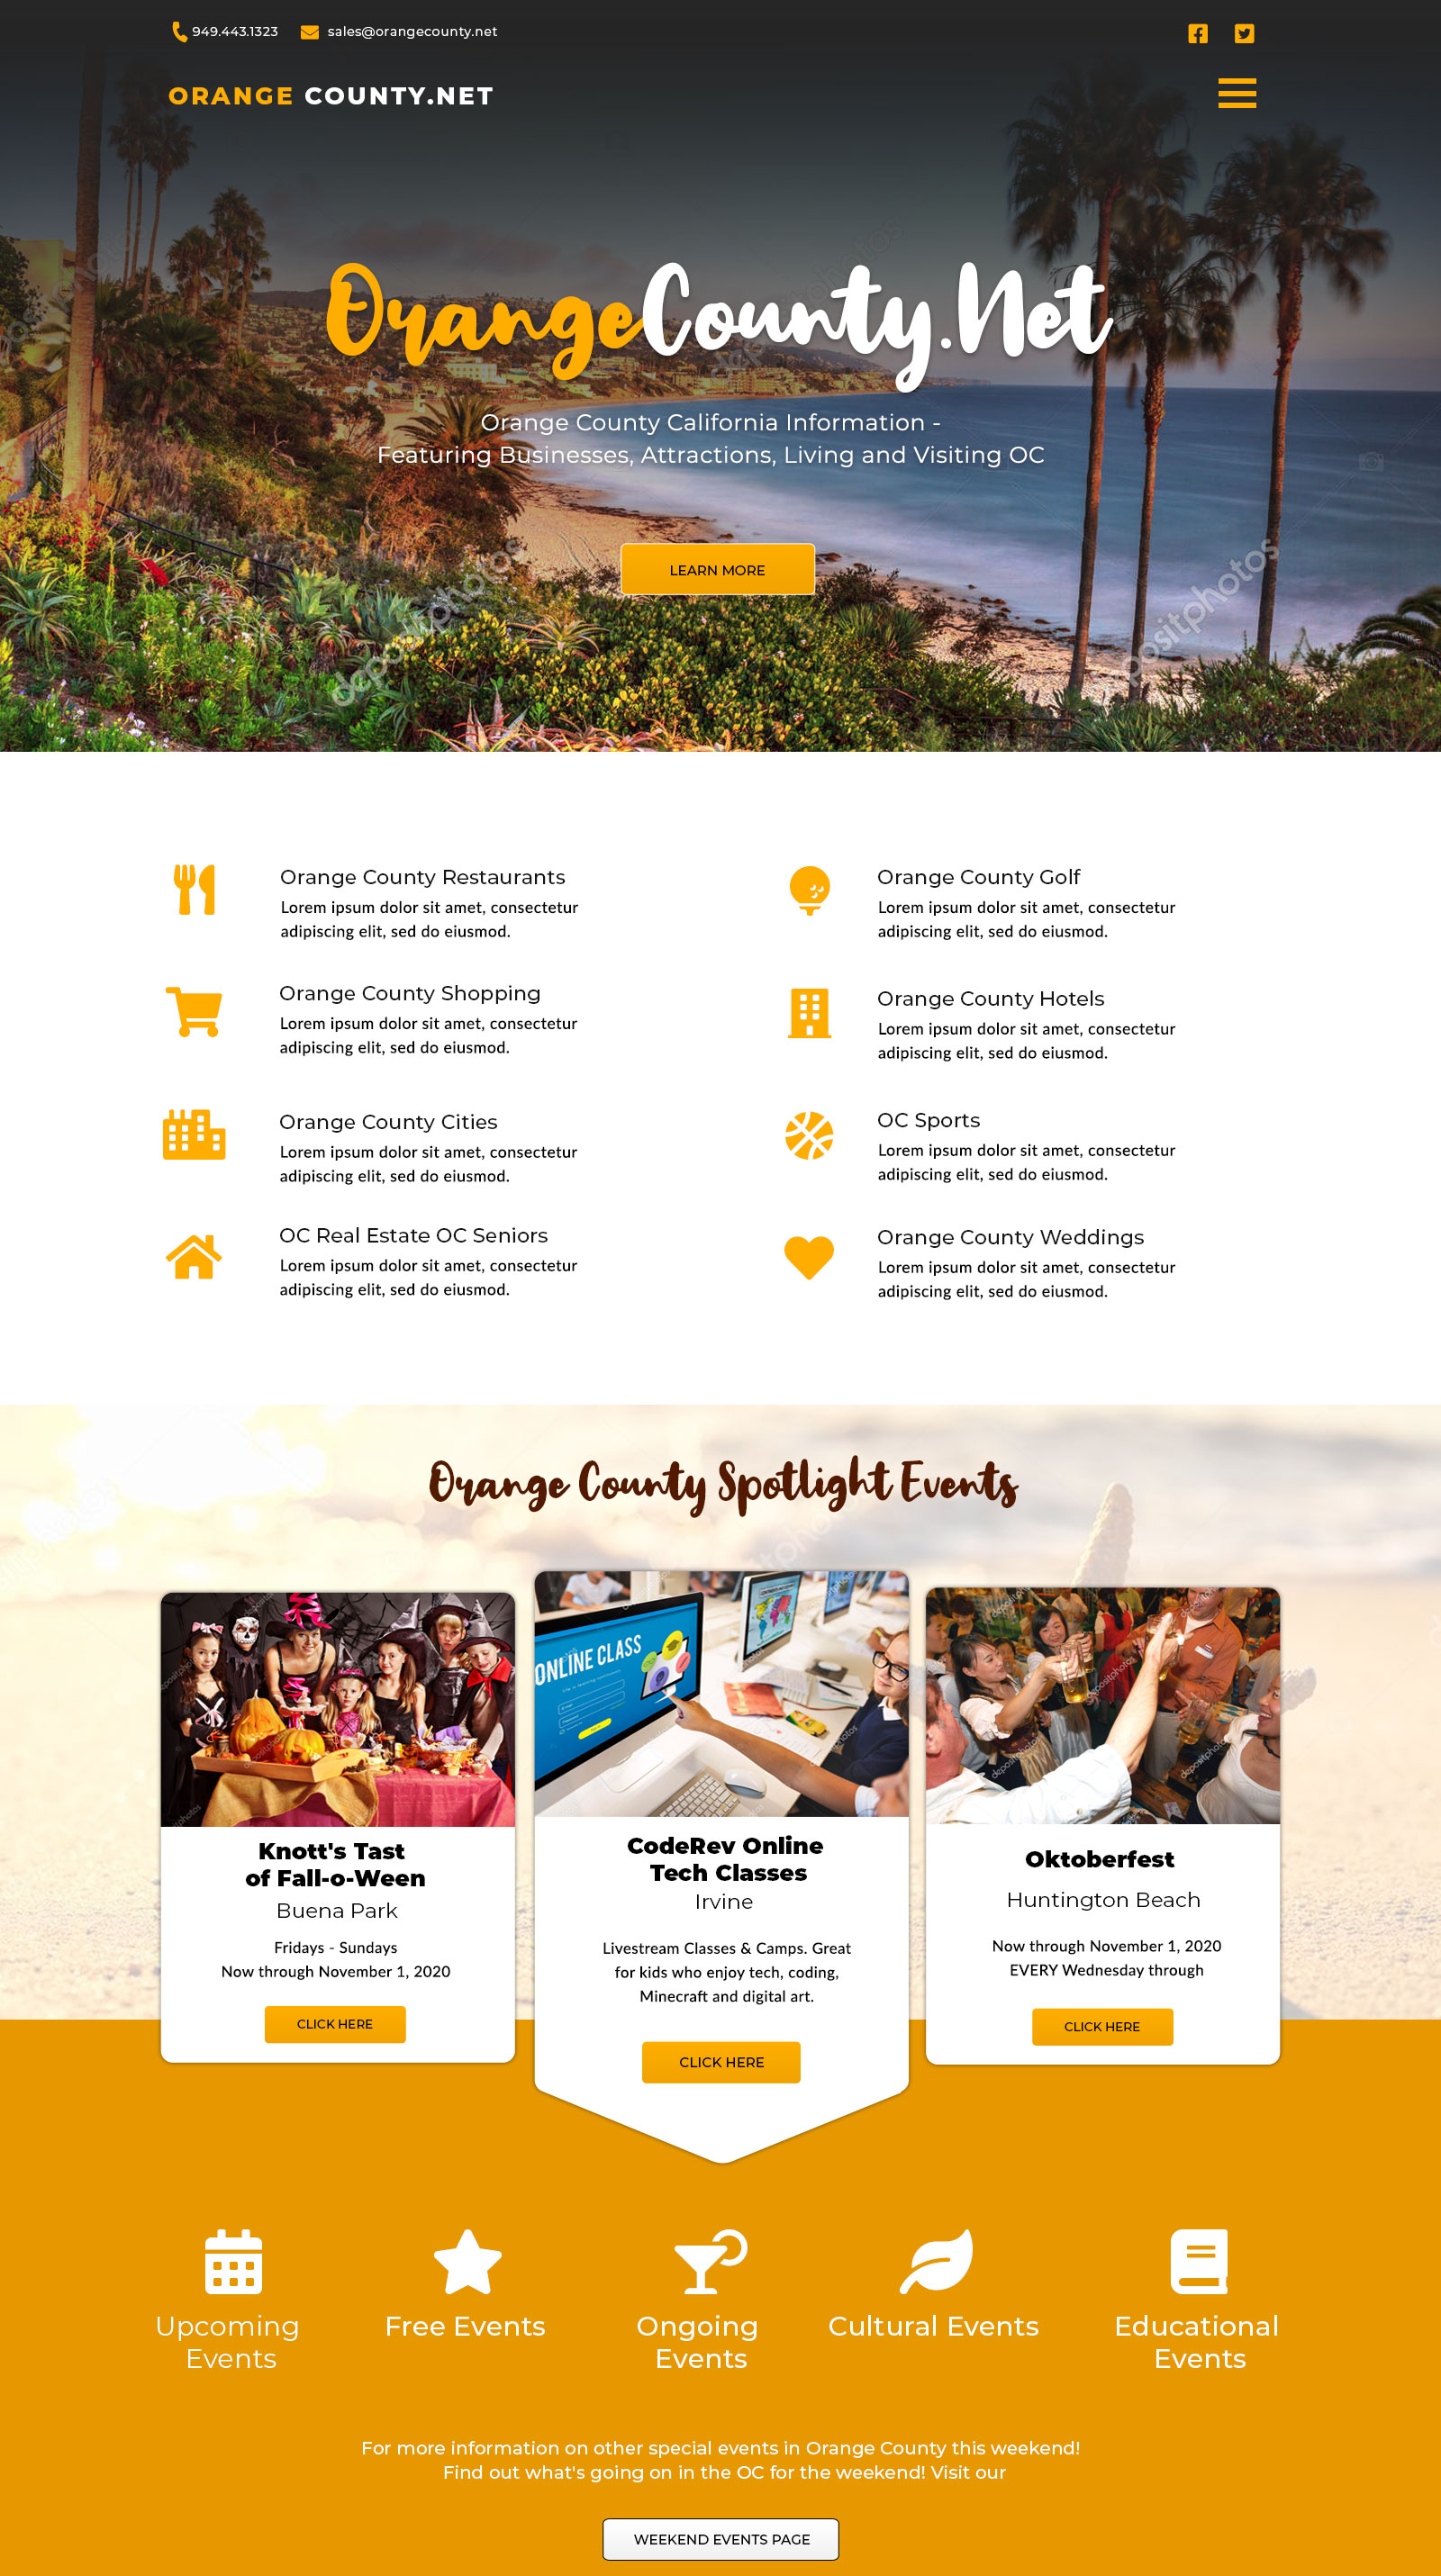 949.443.1323
sales@orangecounty.net
ORANGE COUNTY.NET
OrangeCounty.Net
Orange County California Information -
Featuring Businesses, Attractions, Living and Visiting OC
LEARN MORE
depositphotos
depositphotos
Orange County Restaurants
Lorem ipsum dolor sit amet, consectetur
adipiscing elit, sed do eiusmod.
Orange County Golf
Lorem ipsum dolor sit amet, consectetur
adipiscing elit, sed do eiusmod.
Orange County Shopping
Lorem ipsum dolor sit amet, consectetur
adipiscing elit, sed do eiusmod.
Orange County Hotels
Lorem ipsum dolor sit amet, consectetur
adipiscing elit, sed do eiusmod.
Orange County Cities
Lorem ipsum dolor sit amet, consectetur
adipiscing elit, sed do eiusmod.
OC Sports
Lorem ipsum dolor sit amet, consectetur
adipiscing elit, sed do eiusmod.
OC Real Estate OC Seniors
Lorem ipsum dolor sit amet, consectetur
adipiscing elit, sed do eiusmod.
Orange County Weddings
Lorem ipsum dolor sit amet, consectetur
adipiscing elit, sed do eiusmod.
Orange County Spotlight Events
Knott's Tast
of Fall-o-Ween
Buena Park
Fridays - Sundays
Now through November 1, 2020
CLICK HERE
ONLINE CLASS
CodeRev Online
Tech Classes
Irvine
Livestream Classes & Camps. Great
for kids who enjoy tech, coding,
Minecraft and digital art.
CLICK HERE
Oktoberfest
Huntington Beach
Now through November 1, 2020
EVERY Wednesday through
CLICK HERE
Upcoming
Events
Free Events
Ongoing
Events
Cultural Events
Educational
Events
For more information on other special events in Orange County this weekend!
Find out what's going on in the OC for the weekend! Visit our
WEEKEND EVENTS PAGE